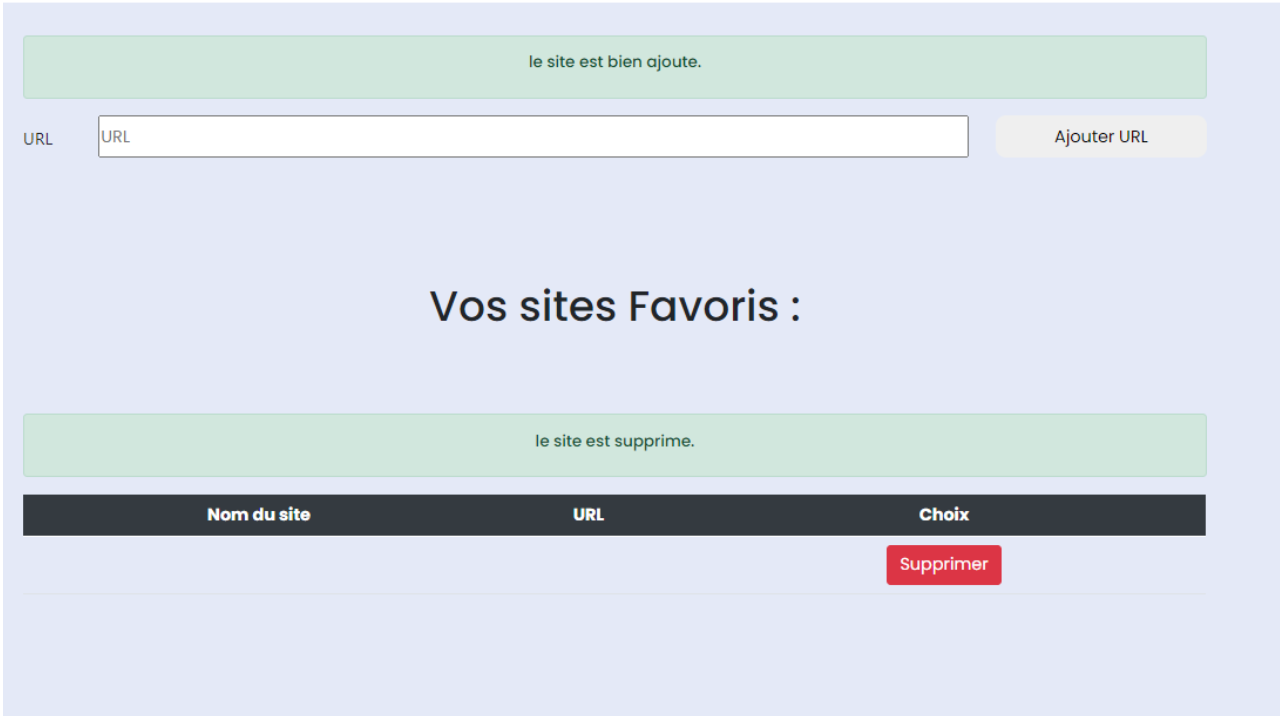 le site est bien ajoute.
URL URL Ajouter URL
Vos sites Favoris :
le site est supprime.
Nom du site URL Choix
Supprimer